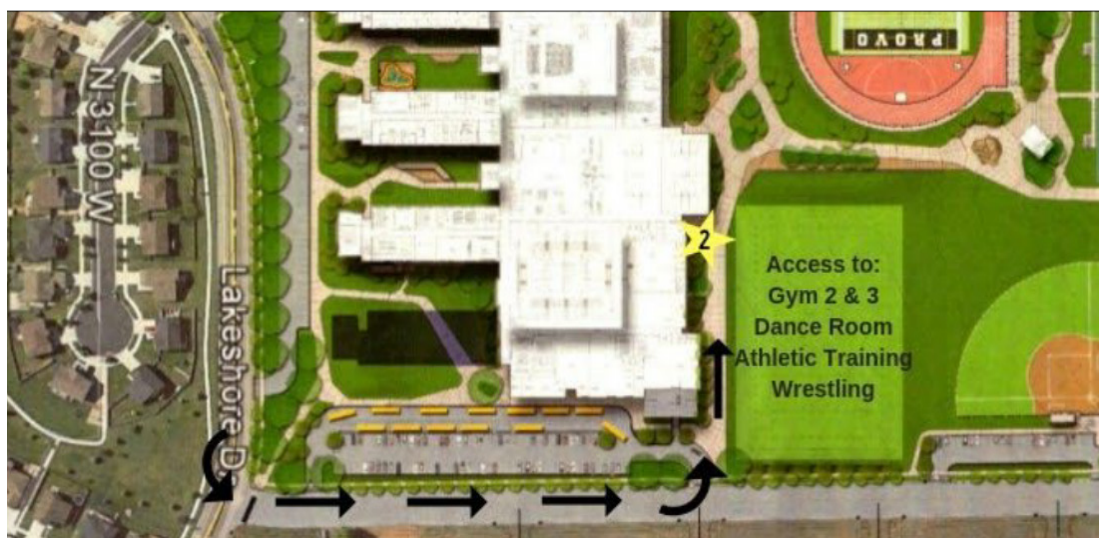 PROVO
N 3100 W
2
Access to:
Gym 2 & 3
Dance Room
Athletic Training
Wrestling
Lakeshore D